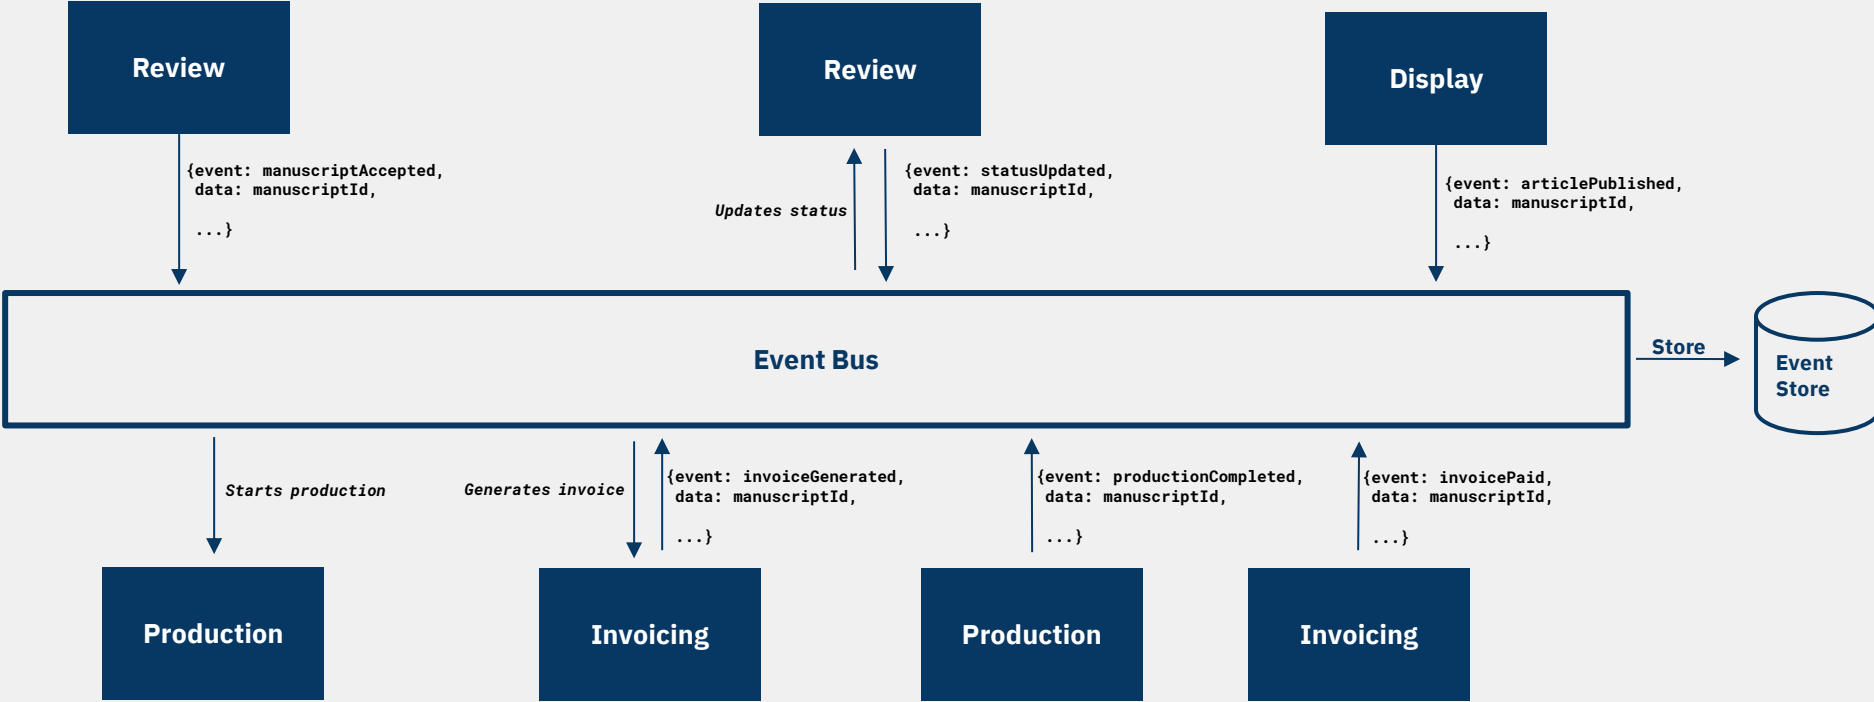 Review
Review
Display
{event: manuscriptAccepted,
data: manuscriptId,
...}
Updates status
{event: statusUpdated,
data: manuscriptId,
...}
{event: articlePublished,
data: manuscriptId,
...}
Event Bus
Store
Event
Store
Starts production
Generates invoice
{event: invoiceGenerated,
data: manuscriptId,
...}
{event: productionCompleted,
data: manuscriptId,
...}
{event: invoicePaid,
data: manuscriptId,
...}
Production
Invoicing
Production
Invoicing